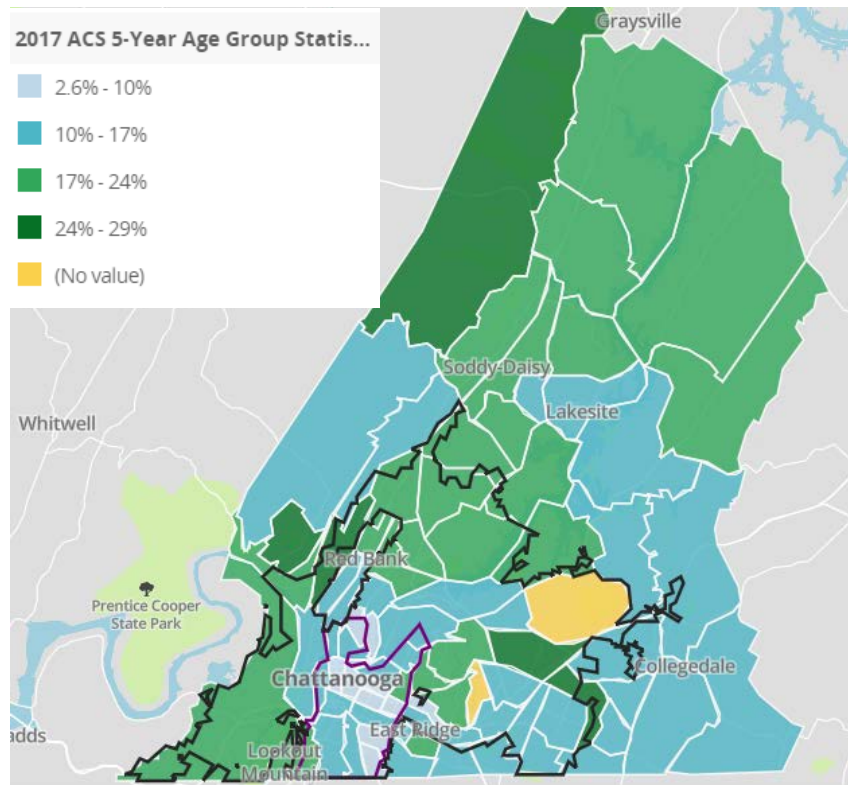 2017 ACS 5-Year Age Group Statis...
2.6% - 10%
10% - 17%
17% - 24%
24% - 29%
(No value)
Graysville
Soddy-Daisy
Lakesite
Whitwell
Red Bank
Prentice Cooper
State Park
Collegedale
Chattanooga
East Ridge
adds
Lookout
Mountain